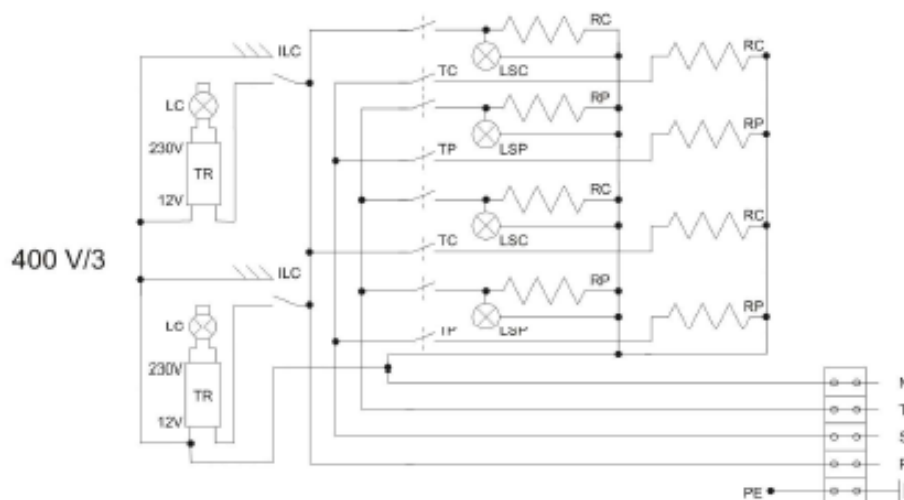 RC
ILC
RC
LC
LSC
TC
RP
230V
TR
LSP
RP
TP
12V
RC
RC
LSC
TC
400 V/3
ILC
RP
LC
RP
LSP
TP
230V
TR
12V
T
S
PE